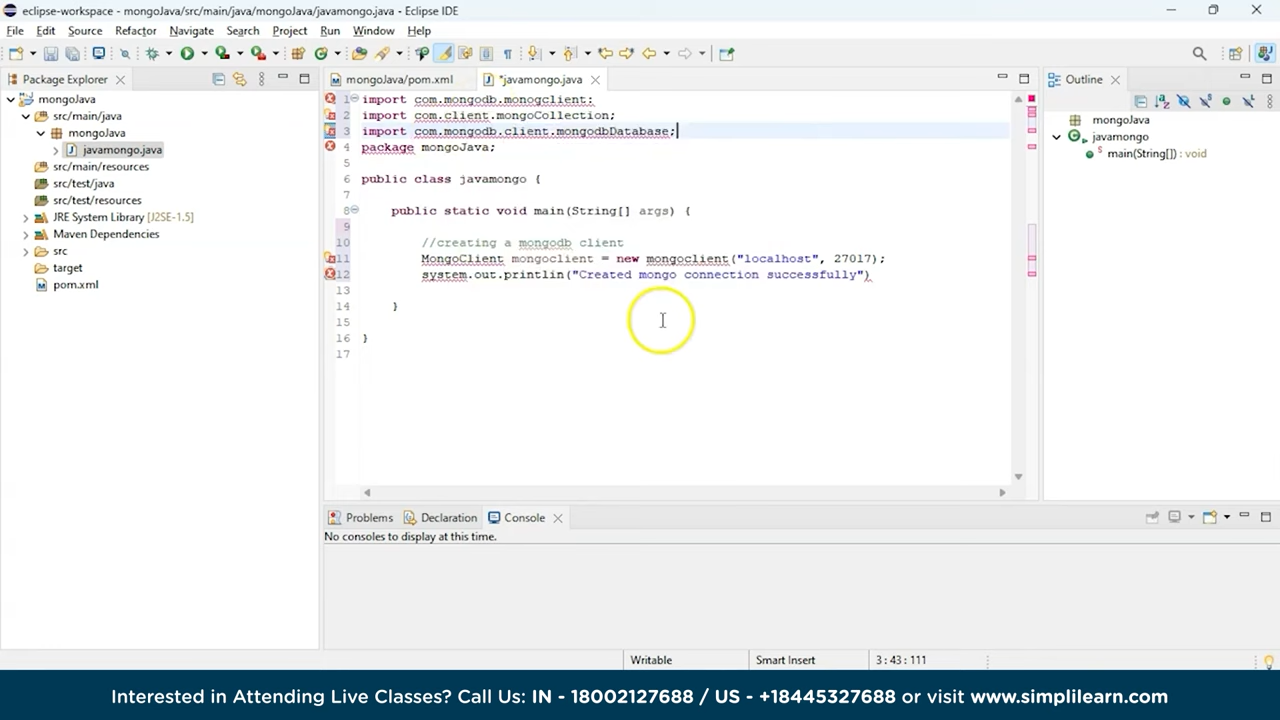 eclipse-workspace - mongoJava/src/main/java/mongoJava/javamongo.java - Eclipse IDE
File Edit Source Refactor Navigate Search Project Run Window Help
Package Explorer
mongoJava
src/main/java
mongoJava
javamongo.java
src/main/resources
src/test/java
src/test/resources
JRE System Library [J2SE-1.5]
Maven Dependencies
src
target
pom.xml
mongoJava/pom.xml
*javamongo.java
1 import com.mongodb.monogclient;
2 import com.client.mongoCollection;
3 import com.mongodb.client.mongodbDatabase;
4 package mongoJava;
5
6 public class javamongo {
7
8 public static void main(String[] args) {
9
10 //creating a mongodb client
11 MongoClient mongoclient = new mongoclient("localhost", 27017);
12 system.out.printlin("Created mongo connection successfully")
13
14 }
15
16 }
17
Outline
mongoJava
javamongo
main(String[]) : void
Problems Declaration Console
No consoles to display at this time.
Writable Smart Insert 3 : 43 : 111
Interested in Attending Live Classes? Call Us: IN - 18002127688 / US - +18445327688 or visit www.simplilearn.com